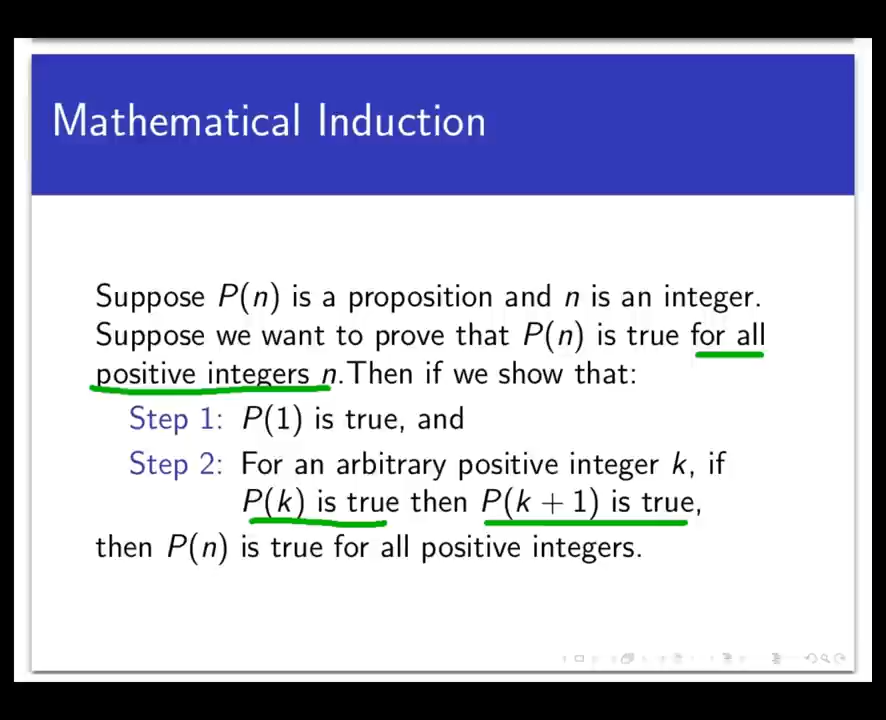 Mathematical Induction
Suppose P(n) is a proposition and n is an integer.
Suppose we want to prove that P(n) is true for all
positive integers n.Then if we show that:
Step 1: P(1) is true, and
Step 2: For an arbitrary positive integer k, if
P(k) is true then P(k + 1) is true,
then P(n) is true for all positive integers.